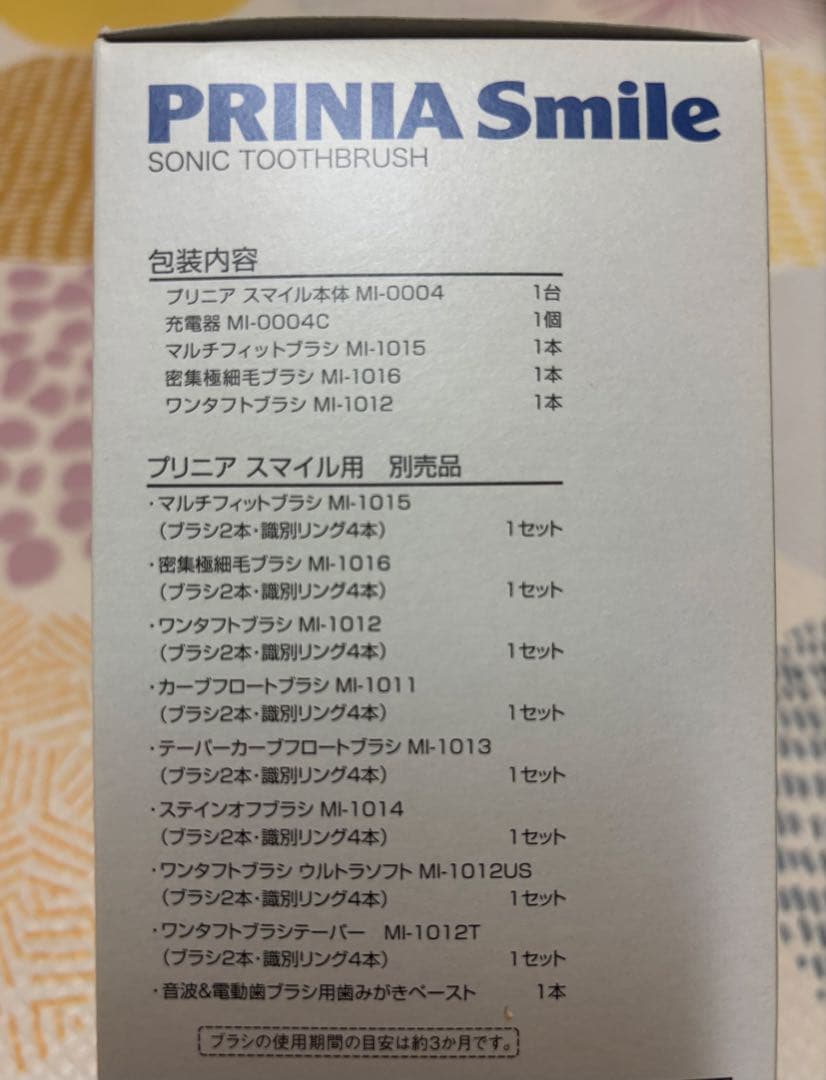 PRINIA Smile
SONIC TOOTHBRUSH
包装内容
プリニア スマイル本体 MI-0004 1台
充電器 MI-0004C 1個
マルチフィットブラシ MI-1015 1本
密集極細毛ブラシ MI-1016 1本
ワンタフトブラシ MI-1012 1本
プリニア スマイル用 別売品
・マルチフィットブラシ MI-1015
(ブラシ2本・識別リング4本) 1セット
・密集極細毛ブラシ MI-1016
(ブラシ2本・識別リング4本) 1セット
・ワンタフトブラシ MI-1012
(ブラシ2本・識別リング4本) 1セット
・カーブフロートブラシ MI-1011
(ブラシ2本・識別リング4本) 1セット
・テーパーカーブフロートブラシ MI-1013
(ブラシ2本・識別リング4本) 1セット
・ステインオフブラシ MI-1014
(ブラシ2本・識別リング4本) 1セット
・ワンタフトブラシ ウルトラソフト MI-1012US
(ブラシ2本・識別リング4本) 1セット
・ワンタフトブラシテーパー MI-1012T
(ブラシ2本・識別リング4本) 1セット
・音波&電動歯ブラシ用歯みがきペースト 1本
ブラシの使用期間の目安は約3か月です。